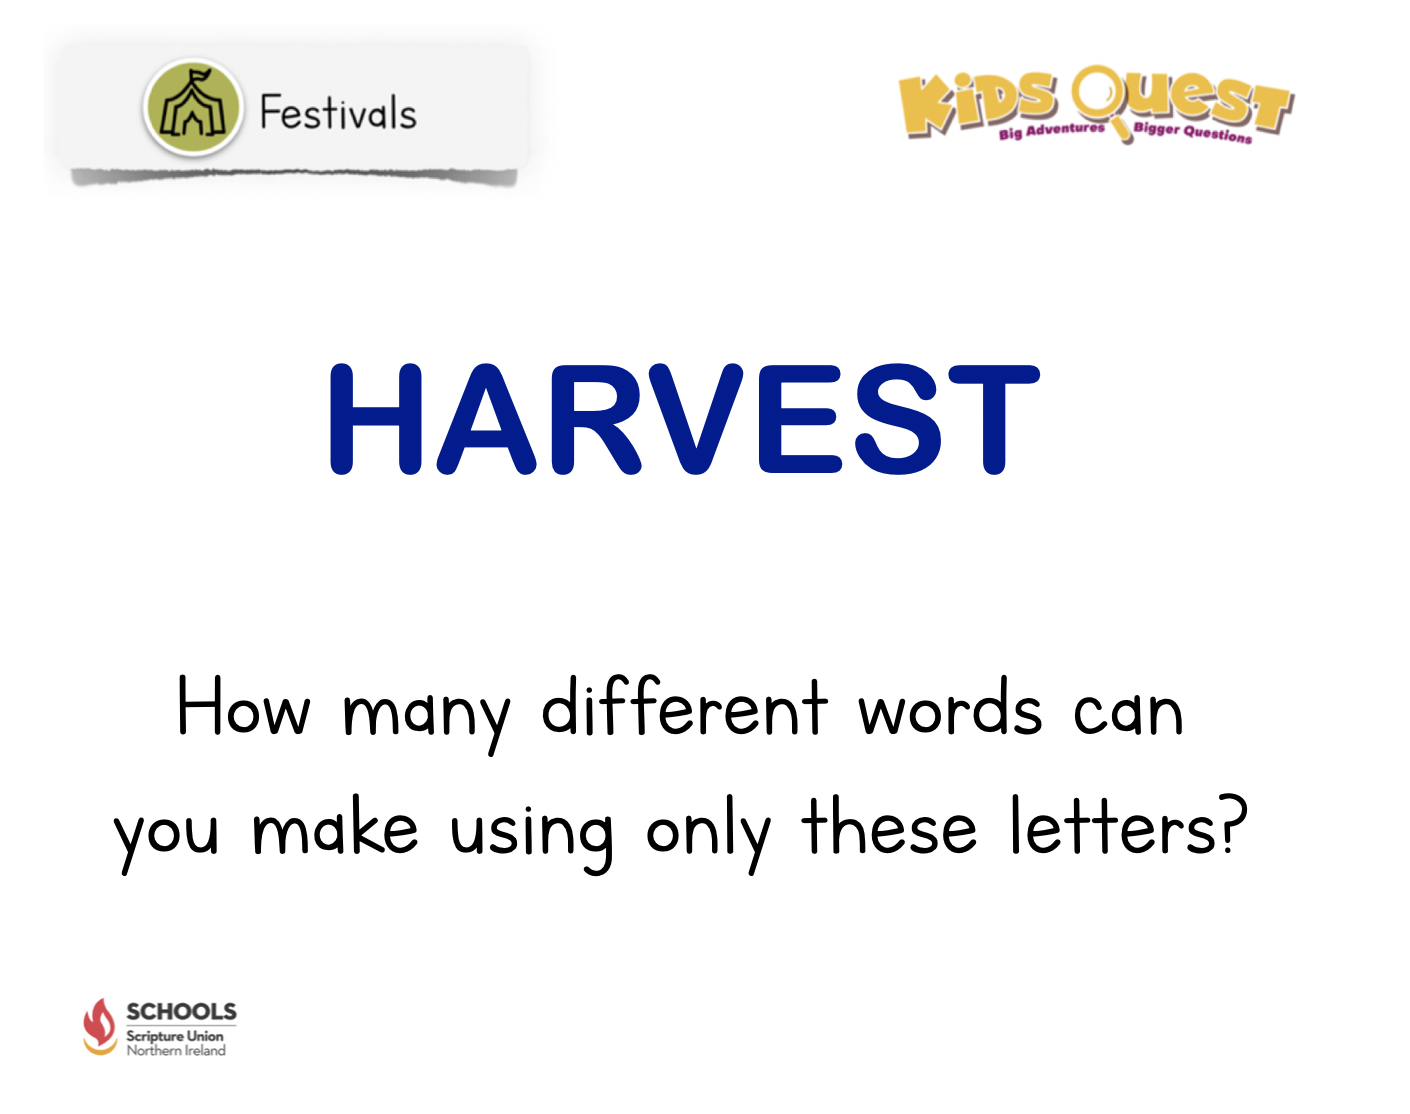 Festivals
KiDS QUEST
Big Adventures Bigger Questions
HARVEST
How many different words can
you make using only these letters?
SCHOOLS
Scripture Union
Northern Ireland